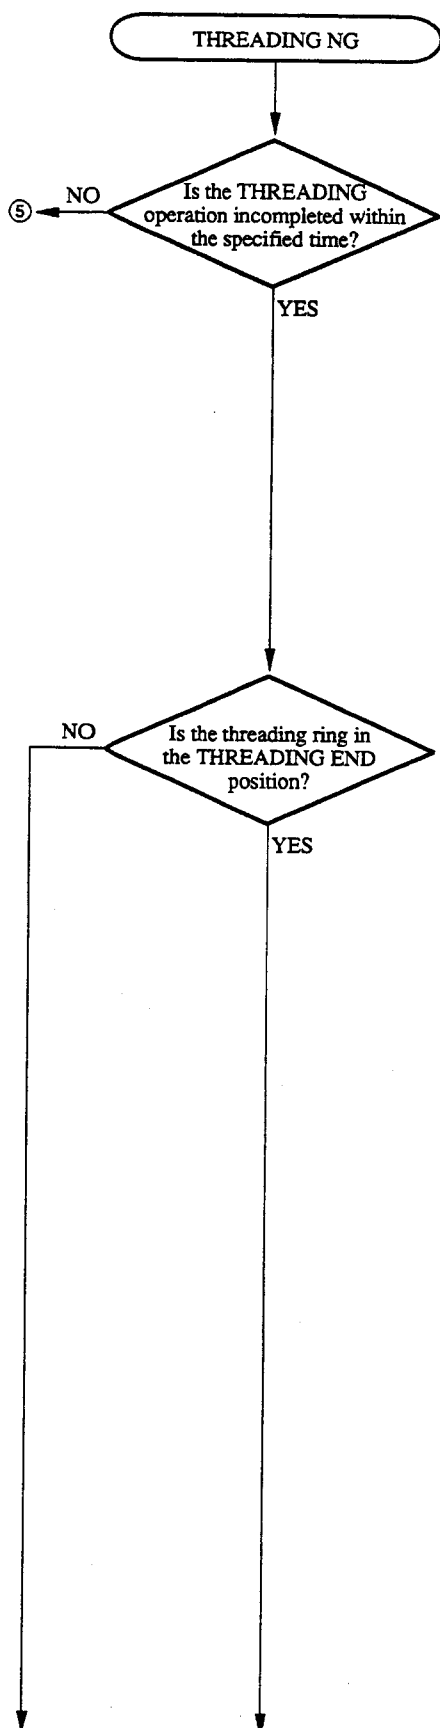 THREADING NG
Is the THREADING
operation incompleted within
the specified time?
NO
⑤
YES
Is the threading ring in
the THREADING END
position?
NO
YES